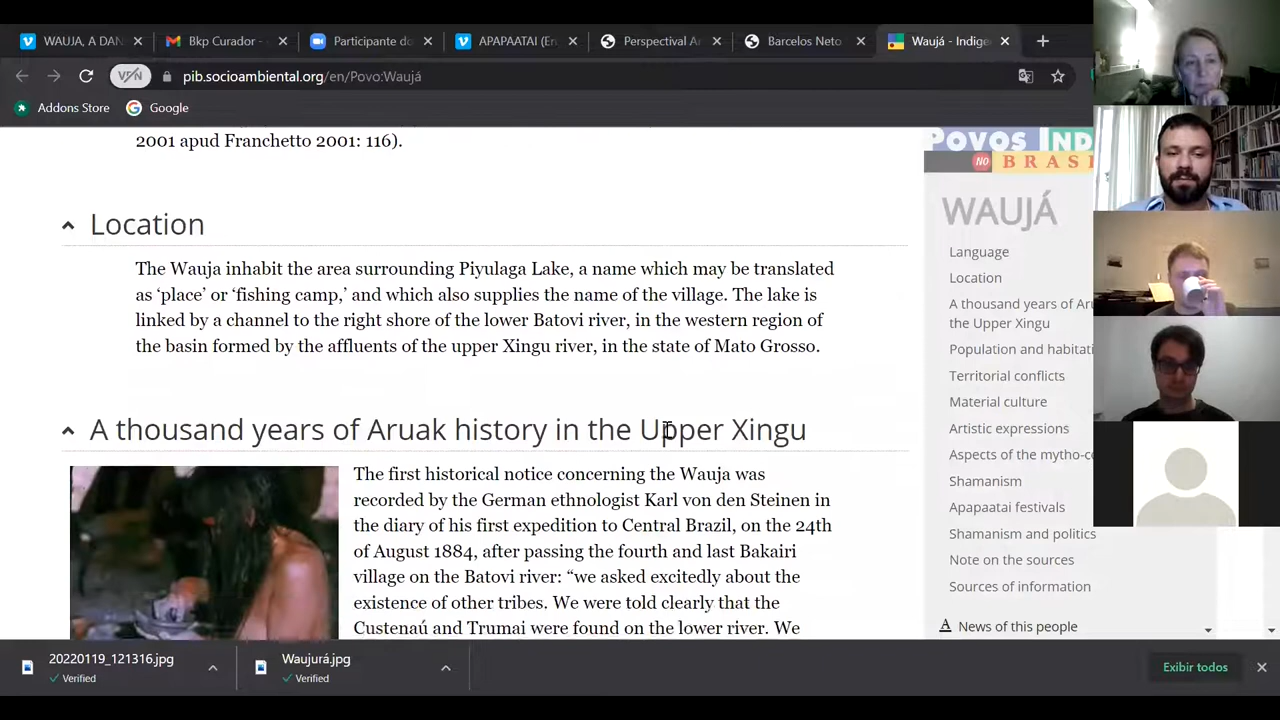 WAUJA, A DAN
Bkp Curador -
Participante do
APAPAATAI (En
Perspectival Ar
Barcelos Neto
Waujá - Indige
VPN
pib.socioambiental.org/en/Povo:Waujá
Addons Store
Google
2001 apud Franchetto 2001: 116).
Location
The Wauja inhabit the area surrounding Piyulaga Lake, a name which may be translated
as ‘place’ or ‘fishing camp,’ and which also supplies the name of the village. The lake is
linked by a channel to the right shore of the lower Batovi river, in the western region of
the basin formed by the affluents of the upper Xingu river, in the state of Mato Grosso.
A thousand years of Aruak history in the Upper Xingu
The first historical notice concerning the Wauja was
recorded by the German ethnologist Karl von den Steinen in
the diary of his first expedition to Central Brazil, on the 24th
of August 1884, after passing the fourth and last Bakairi
village on the Batovi river: “we asked excitedly about the
existence of other tribes. We were told clearly that the
Custenaú and Trumai were found on the lower river. We
POVOS IND
NO BRAS
WAUJÁ
Language
Location
A thousand years of Aru
the Upper Xingu
Population and habitati
Territorial conflicts
Material culture
Artistic expressions
Aspects of the mytho-c
Shamanism
Apapaatai festivals
Shamanism and politics
Note on the sources
Sources of information
A News of this people
20220119_121316.jpg
Verified
Waujurá.jpg
Verified
Exibir todos